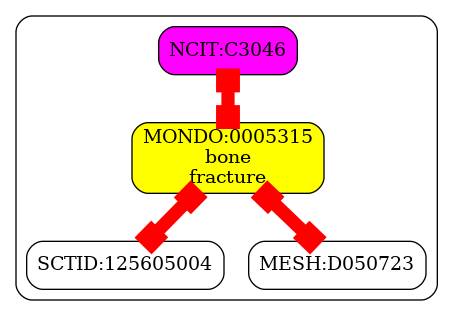 NCIT:C3046
MONDO:0005315
bone
fracture
SCTID:125605004
MESH:D050723